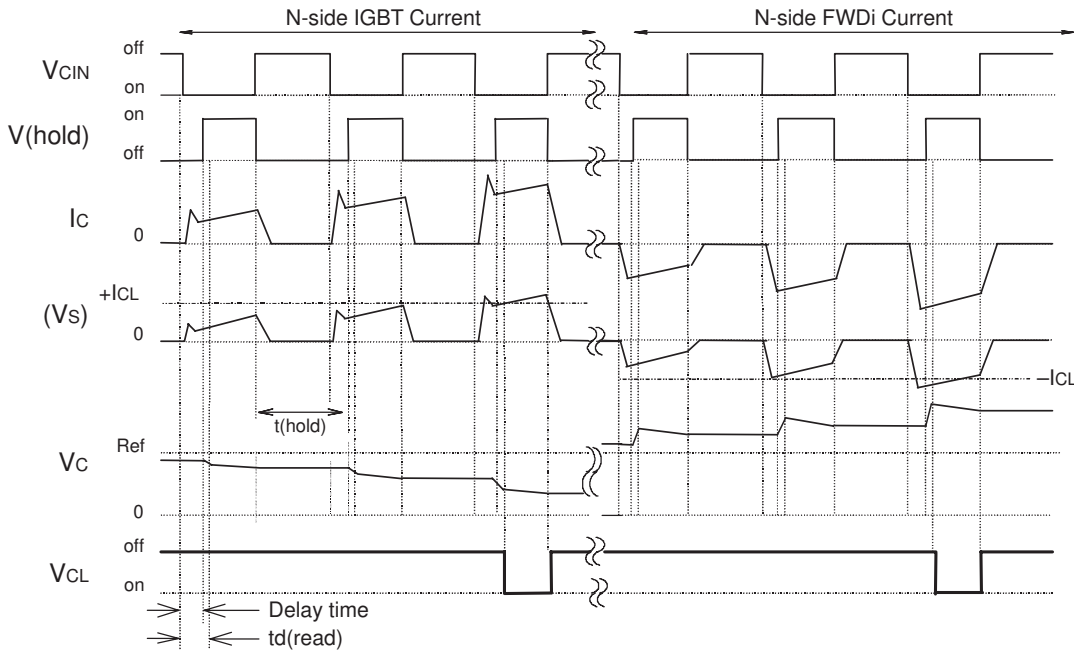 N-side IGBT Current
N-side FWDi Current
VCIN
off
on
V(hold)
on
off
IC
0
+ICL
(VS)
0
–ICL
t(hold)
Ref
VC
0
VCL
off
on
Delay time
td(read)